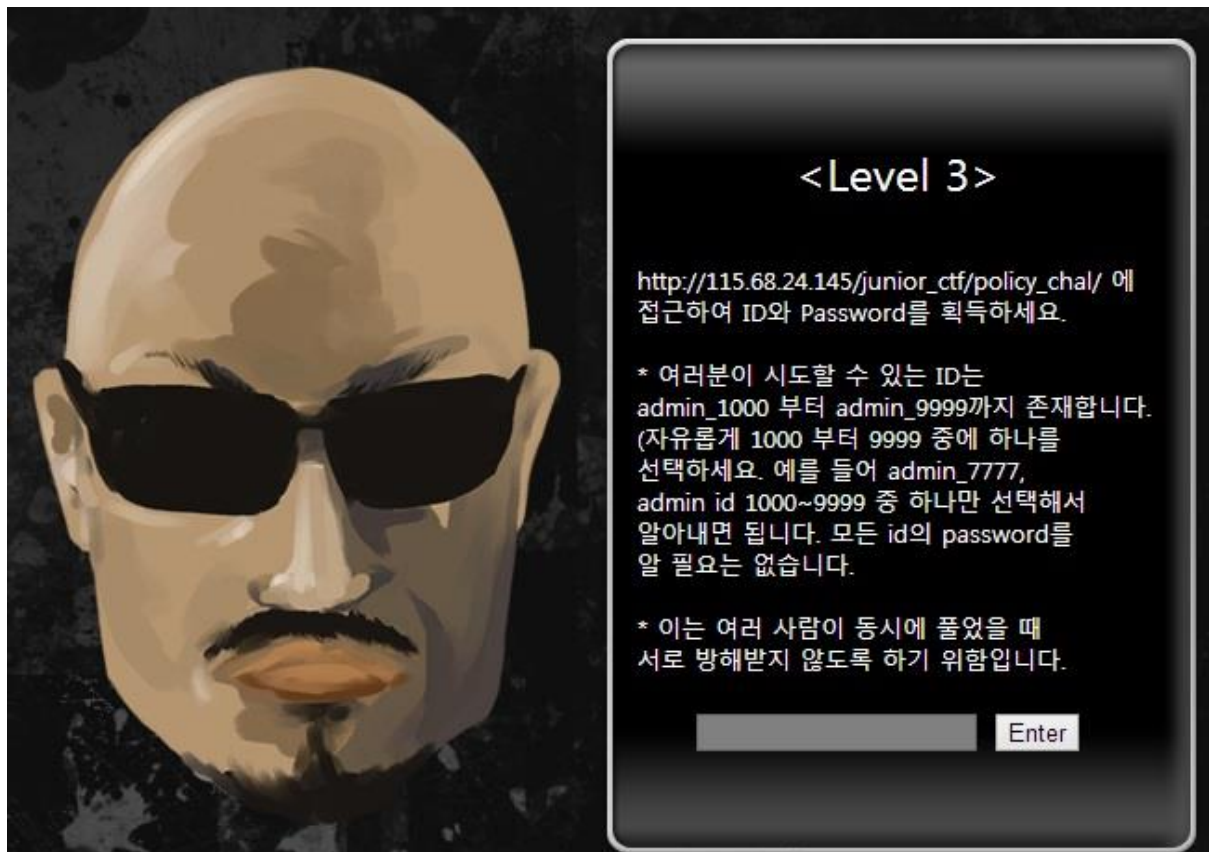 <Level 3>
http://115.68.24.145/junior_ctf/policy_chal/ 에
접근하여 ID와 Password를 획득하세요.
* 여러분이 시도할 수 있는 ID는
admin_1000 부터 admin_9999까지 존재합니다.
(자유롭게 1000 부터 9999 중에 하나를
선택하세요. 예를 들어 admin_7777,
admin id 1000~9999 중 하나만 선택해서
알아내면 됩니다. 모든 id의 password를
알 필요는 없습니다.
* 이는 여러 사람이 동시에 풀었을 때
서로 방해받지 않도록 하기 위함입니다.
Enter